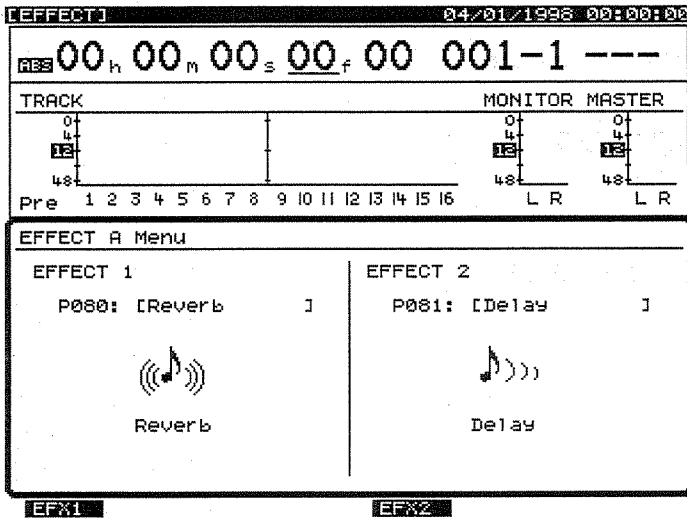 [EFFECT] 04/01/1998 00:00:00
ABS 00h 00m 00s 00f 00 001-1 ---
TRACK MONITOR MASTER
0 0 0
4 4 4
12 12 12
48 48 48
Pre 1 2 3 4 5 6 7 8 9 10 11 12 13 14 15 16 L R L R
EFFECT A Menu
EFFECT 1 EFFECT 2
P080: [Reverb ] P081: [Delay ]
Reverb Delay
EFX1 EFX2